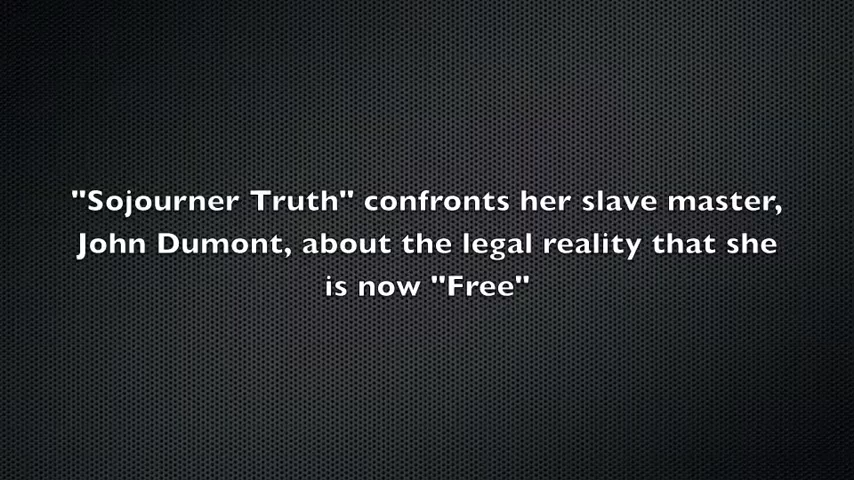 "Sojourner Truth" confronts her slave master,
John Dumont, about the legal reality that she
is now "Free"